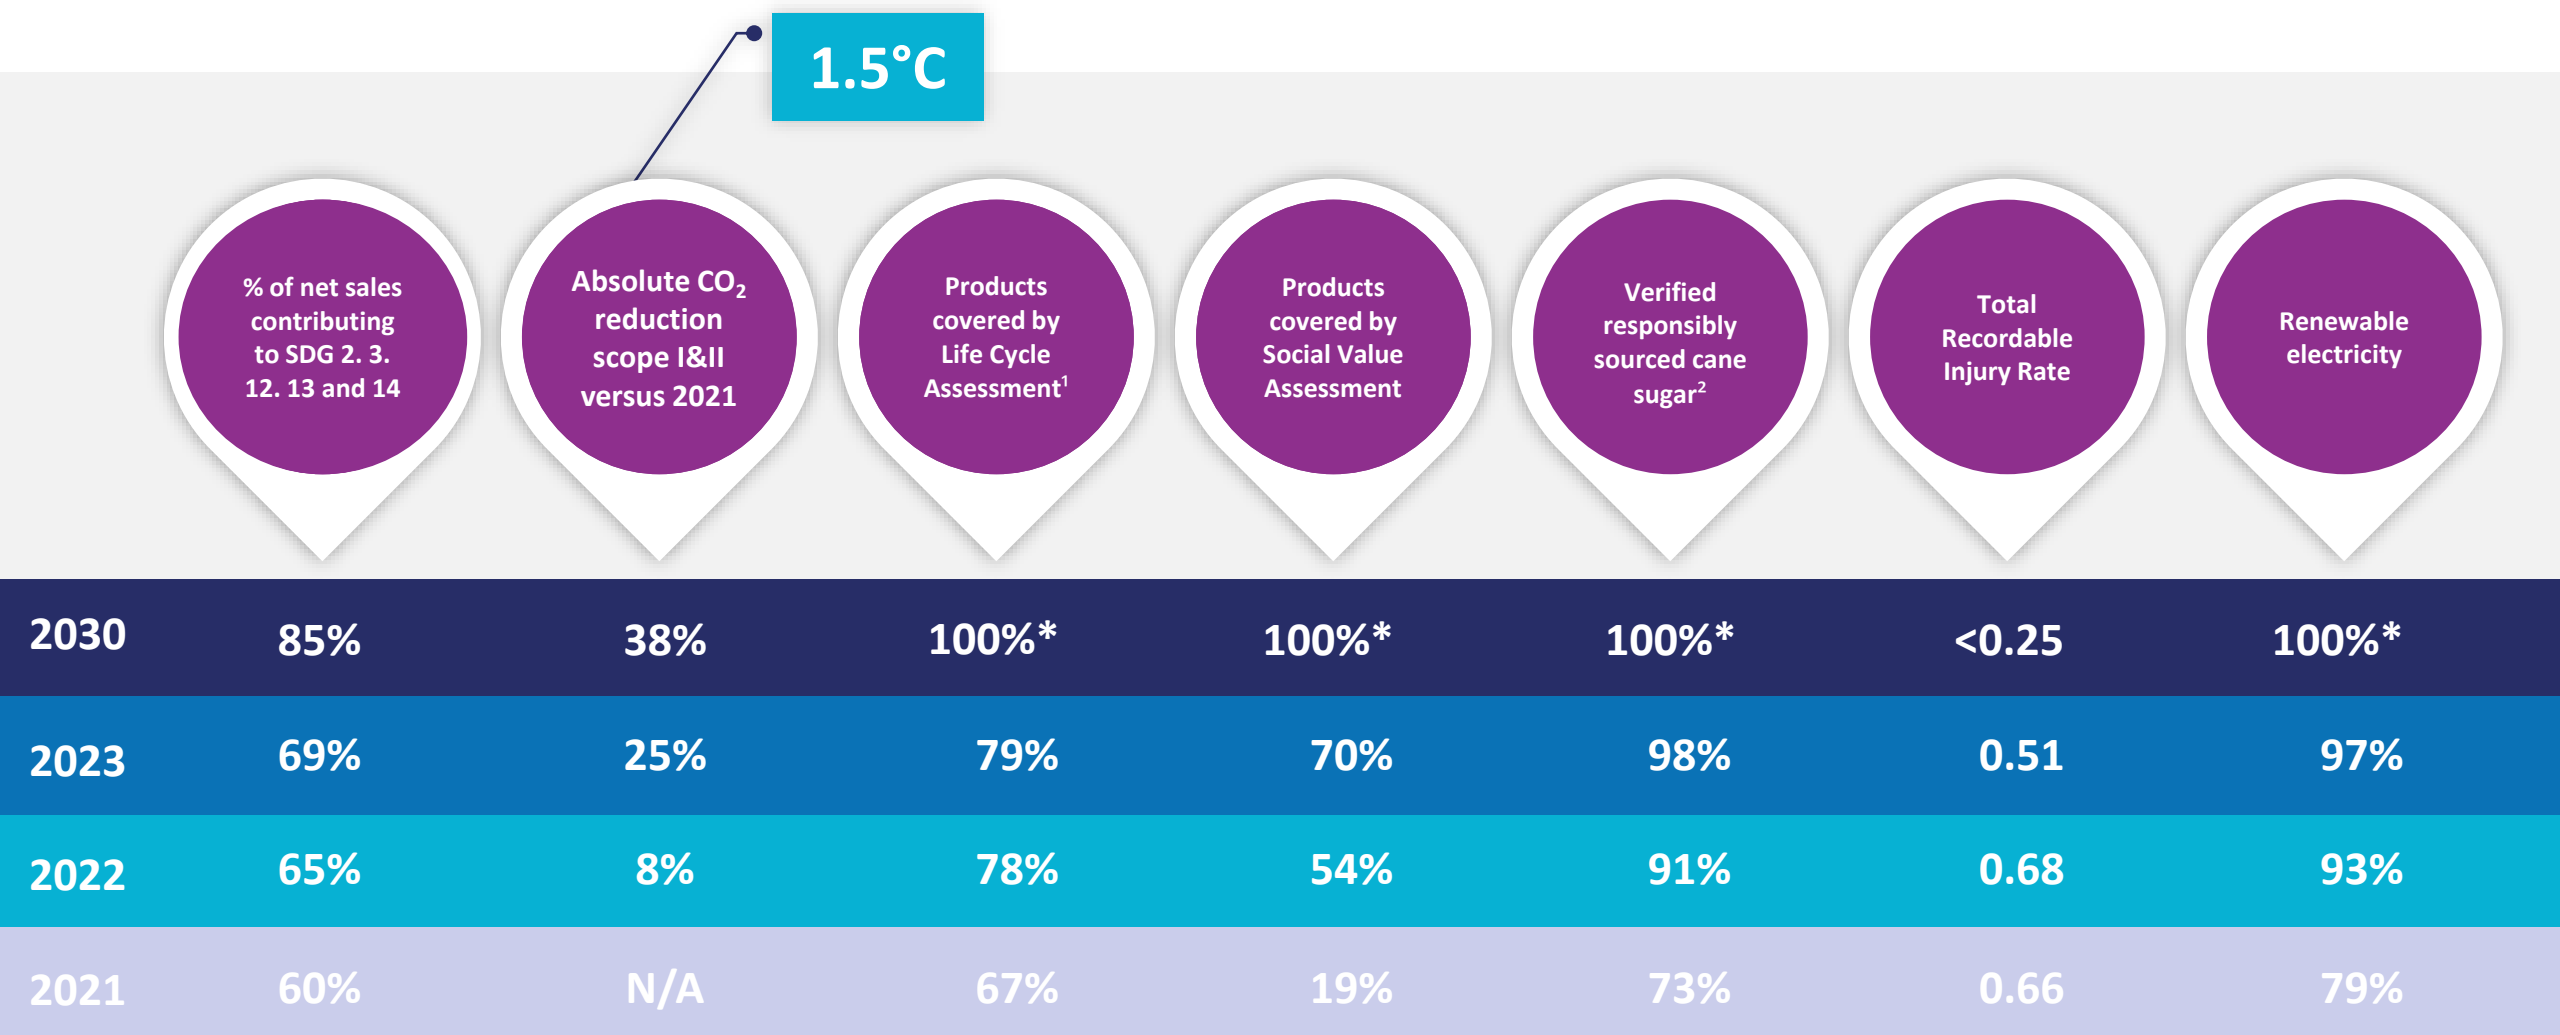 1.5°C
% of net sales
contributing
to SDG 2. 3.
12. 13 and 14
Absolute CO₂
reduction
scope I&II
versus 2021
Products
covered by
Life Cycle
Assessment¹
Products
covered by
Social Value
Assessment
Verified
responsibly
sourced cane
sugar²
Total
Recordable
Injury Rate
Renewable
electricity
2030 85% 38% 100%* 100%* 100%* <0.25 100%*
2023 69% 25% 79% 70% 98% 0.51 97%
2022 65% 8% 78% 54% 91% 0.68 93%
2021 60% N/A 67% 19% 73% 0.66 79%